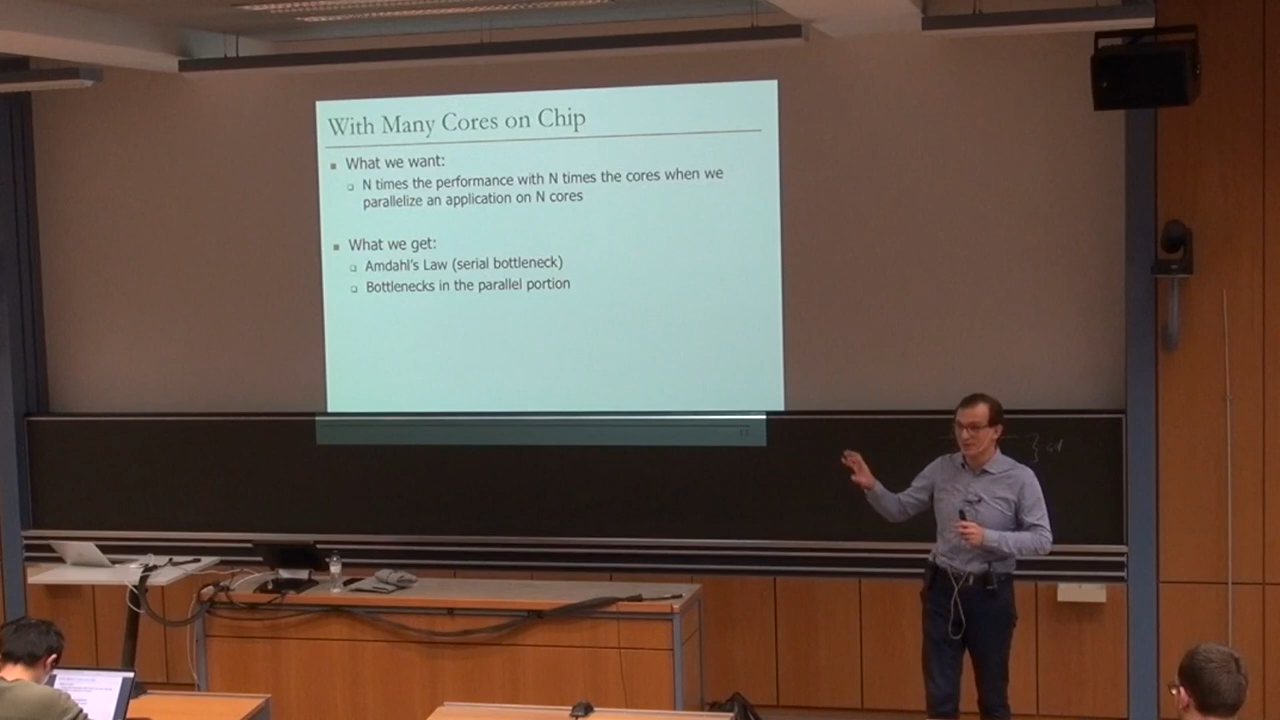 With Many Cores on Chip
■ What we want:
❑ N times the performance with N times the cores when we
parallelize an application on N cores
■ What we get:
❑ Amdahl's Law (serial bottleneck)
❑ Bottlenecks in the parallel portion